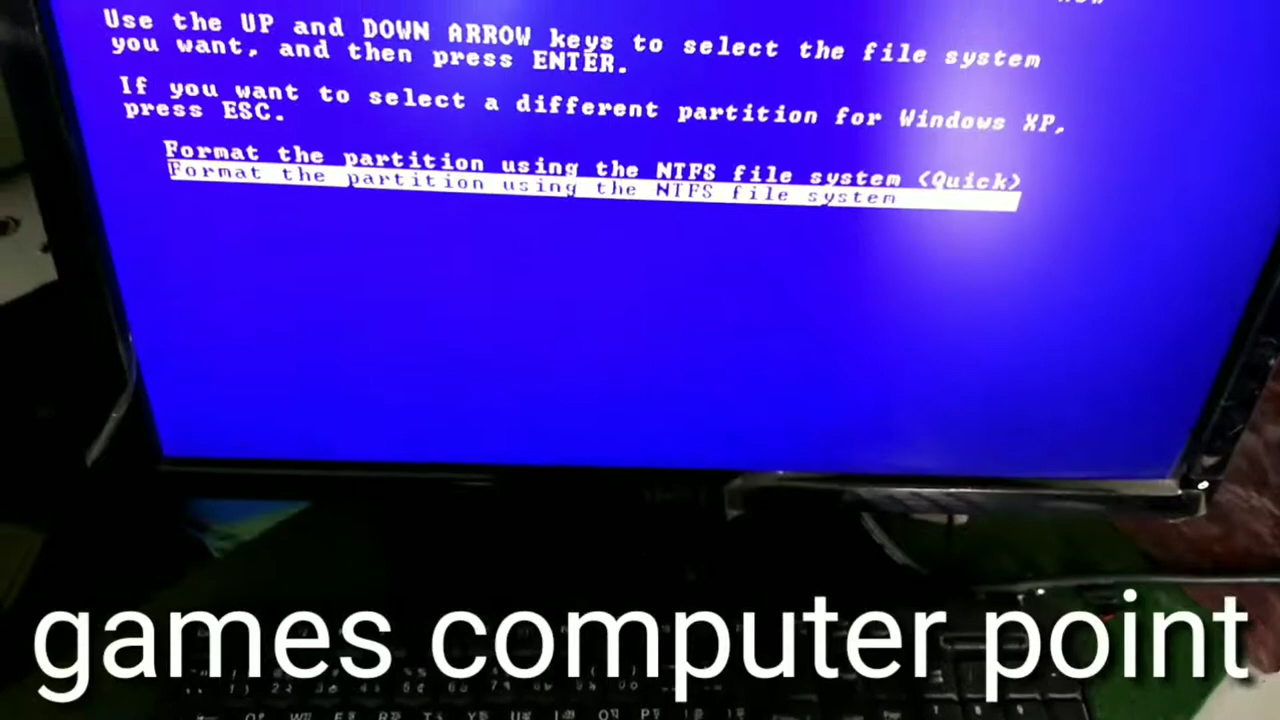 Use the UP and DOWN ARROW keys to select the file system
you want, and then press ENTER.
If you want to select a different partition for Windows XP,
press ESC.
Format the partition using the NTFS file system <Quick>
Format the partition using the NTFS file system
games computer point